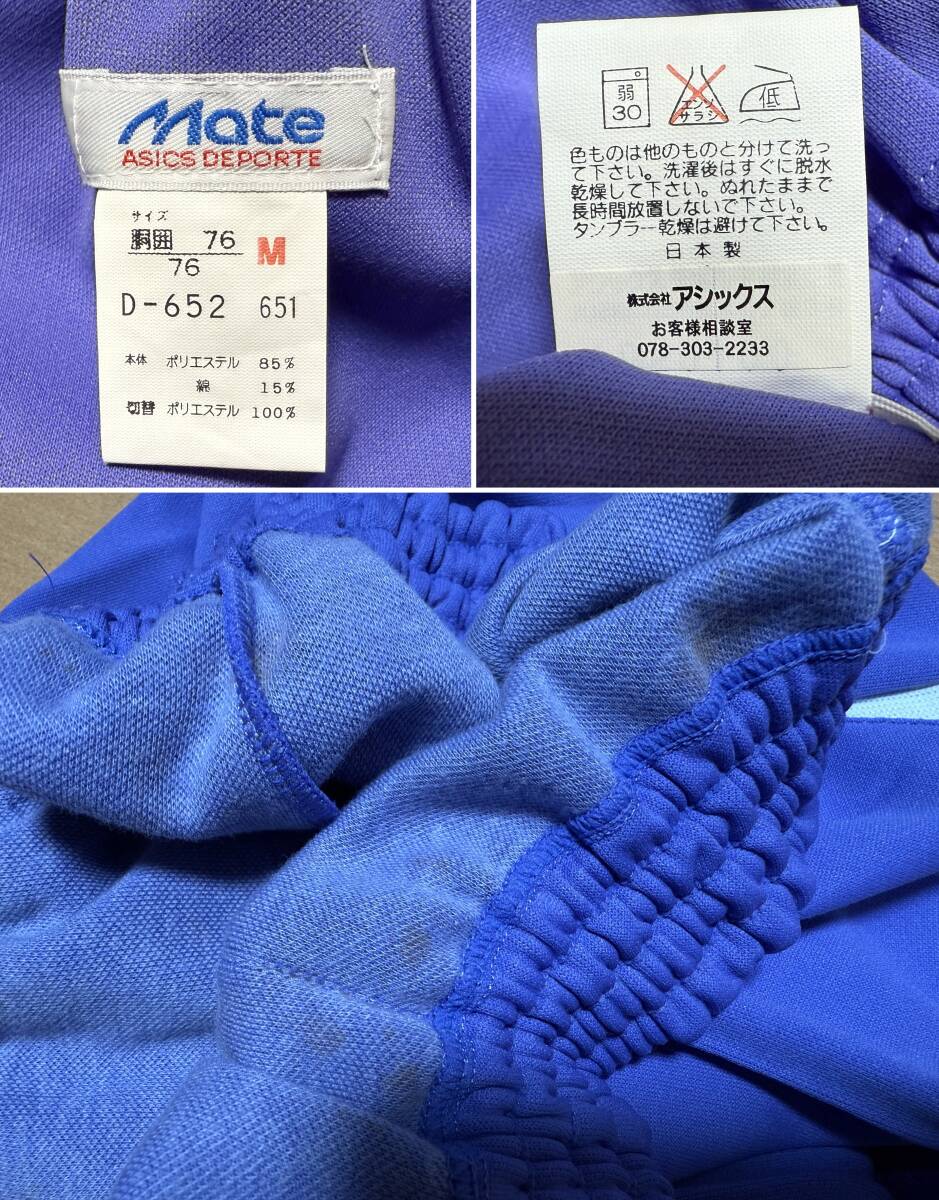 Mate
ASICS DEPORTE
サイズ
胴囲 76
76
M
D-652 651
本体 ポリエステル 85%
綿 15%
切替 ポリエステル 100%
弱
30
エンソ
サラシ
低
色ものは他のものと分けて洗っ
て下さい。洗濯後はすぐに脱水
乾燥して下さい。ぬれたままで
長時間放置しないで下さい。
タンブラー乾燥は避けて下さい。
日本製
株式会社 アシックス
お客様相談室
078-303-2233